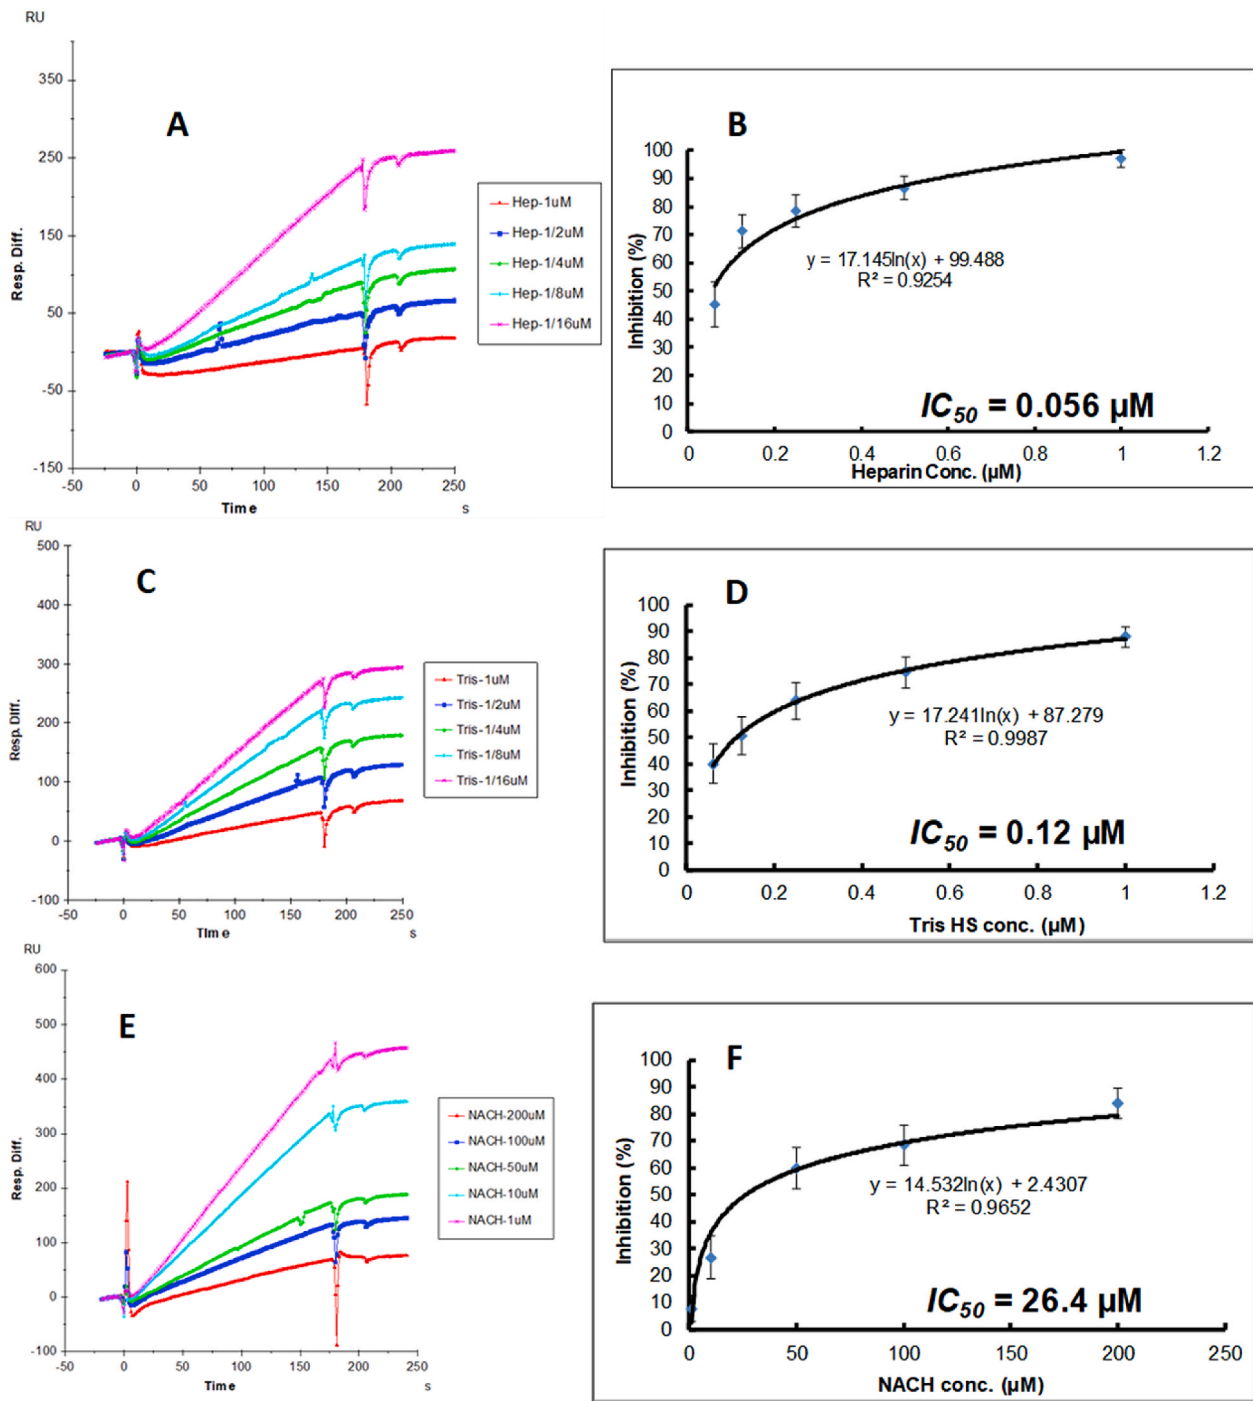 RU
A
350
250
150
50
-50
-150
Resp. Diff.
-50 0 50 100 150 200 250
Time s
Hep-1uM
Hep-1/2uM
Hep-1/4uM
Hep-1/8uM
Hep-1/16uM
B
100
90
80
70
60
50
40
30
20
10
0
Inhibition (%)
y = 17.145ln(x) + 99.488
R² = 0.9254
IC50 = 0.056 µM
0 0.2 0.4 0.6 0.8 1 1.2
Heparin Conc. (µM)
RU
C
500
400
300
200
100
0
-100
Resp. Diff.
-50 0 50 100 150 200 250
Time s
Tris-1uM
Tris-1/2uM
Tris-1/4uM
Tris-1/8uM
Tris-1/16uM
D
100
90
80
70
60
50
40
30
20
10
0
Inhibition (%)
y = 17.241ln(x) + 87.279
R² = 0.9987
IC50 = 0.12 µM
0 0.2 0.4 0.6 0.8 1 1.2
Tris HS conc. (µM)
RU
E
600
500
400
300
200
100
0
-100
Resp. Diff.
-50 0 50 100 150 200 250
Time s
NACH-200uM
NACH-100uM
NACH-50uM
NACH-10uM
NACH-1uM
F
100
90
80
70
60
50
40
30
20
10
0
Inhibition (%)
y = 14.532ln(x) + 2.4307
R² = 0.9652
IC50 = 26.4 µM
0 50 100 150 200 250
NACH conc. (µM)